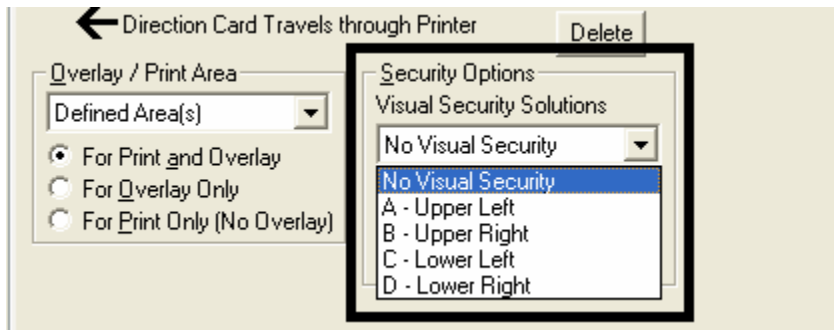 Direction Card Travels through Printer
Delete
Overlay / Print Area
Defined Area(s)
For Print and Overlay
For Overlay Only
For Print Only (No Overlay)
Security Options
Visual Security Solutions
No Visual Security
No Visual Security
A - Upper Left
B - Upper Right
C - Lower Left
D - Lower Right